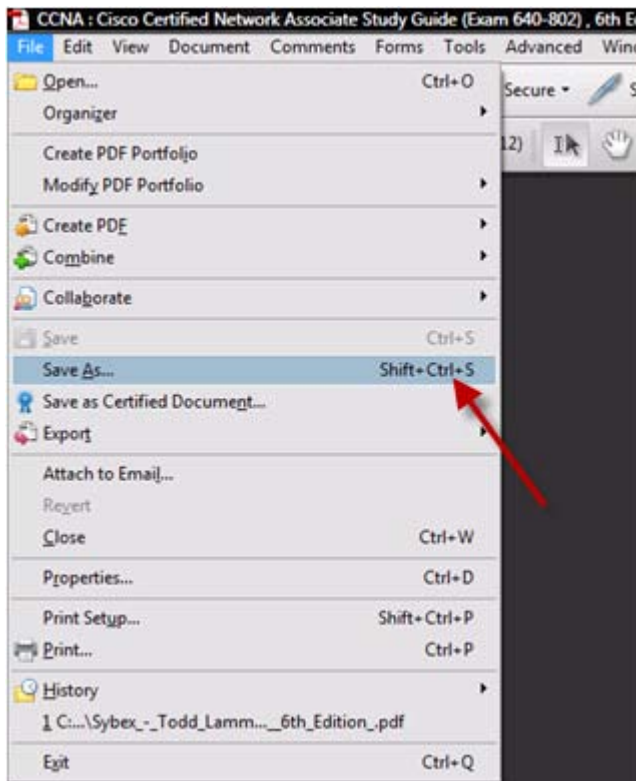 CCNA : Cisco Certified Network Associate Study Guide (Exam 640-802) , 6th
File Edit View Document Comments Forms Tools Advanced
Open... Ctrl+O
Secure
Organizer
Create PDF Portfolio
Modify PDF Portfolio
Create PDF
Combine
Collaborate
Save Ctrl+S
Save As... Shift+Ctrl+S
Save as Certified Document...
Export
Attach to Email...
Revert
Close Ctrl+W
Properties... Ctrl+D
Print Setup... Shift+Ctrl+P
Print... Ctrl+P
History
1 C:...\Sybex_-_Todd_Lamm...__6th_Edition_.pdf
Exit Ctrl+Q